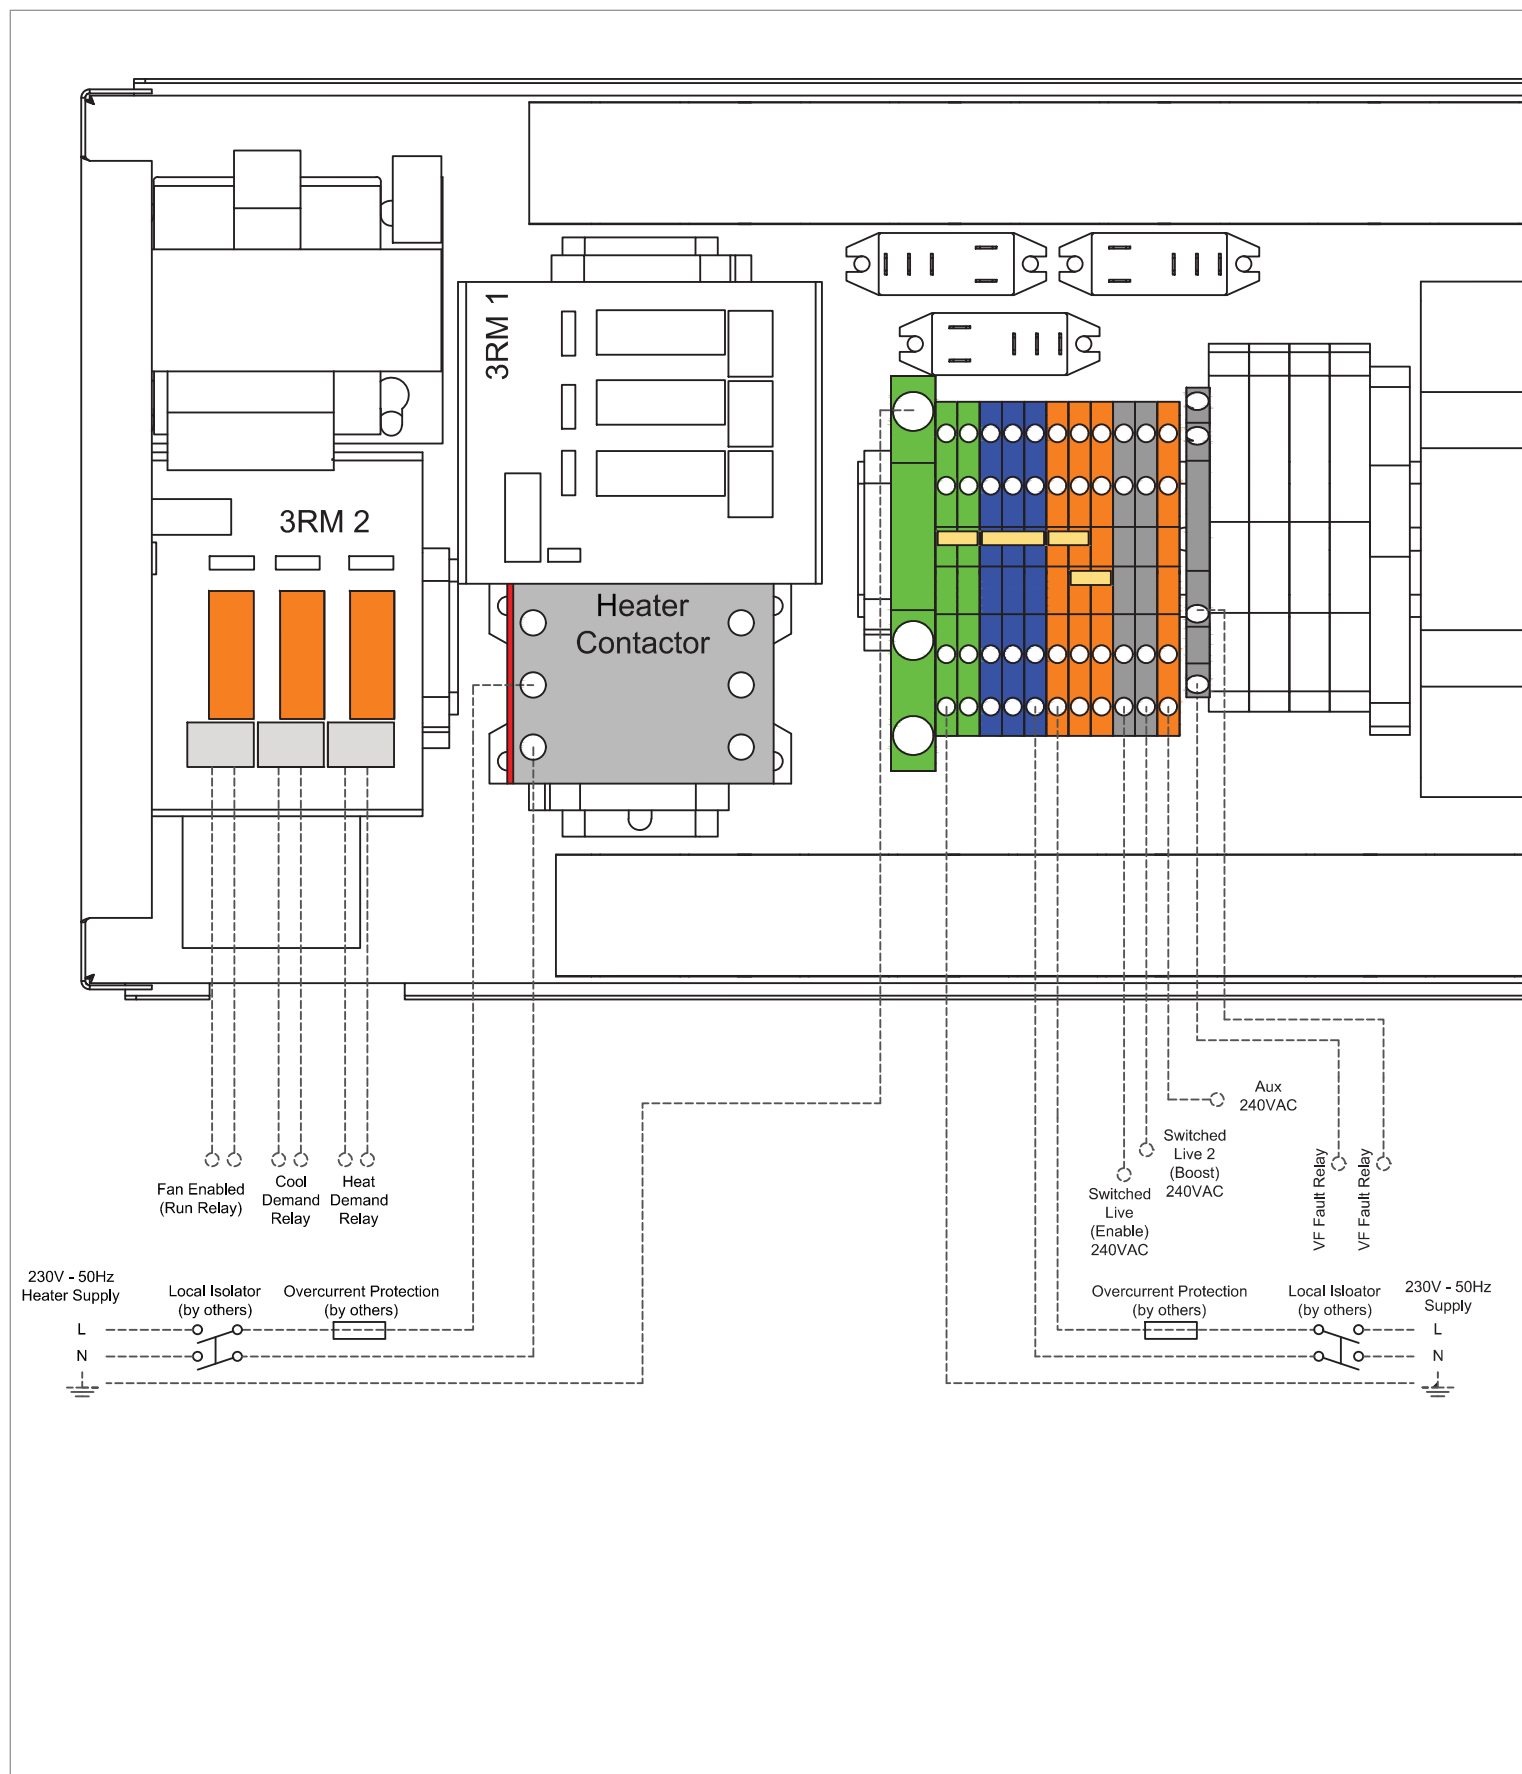 3RM 1
3RM 2
Heater
Contactor
Aux
240VAC
Switched
Live 2
(Boost)
240VAC
Switched
Live
(Enable)
240VAC
VF Fault Relay
VF Fault Relay
Fan Enabled
(Run Relay)
Cool
Demand
Relay
Heat
Demand
Relay
230V - 50Hz
Heater Supply
Local Isolator
(by others)
Overcurrent Protection
(by others)
L
N
Overcurrent Protection
(by others)
Local Isloator
(by others)
230V - 50Hz
Supply
L
N